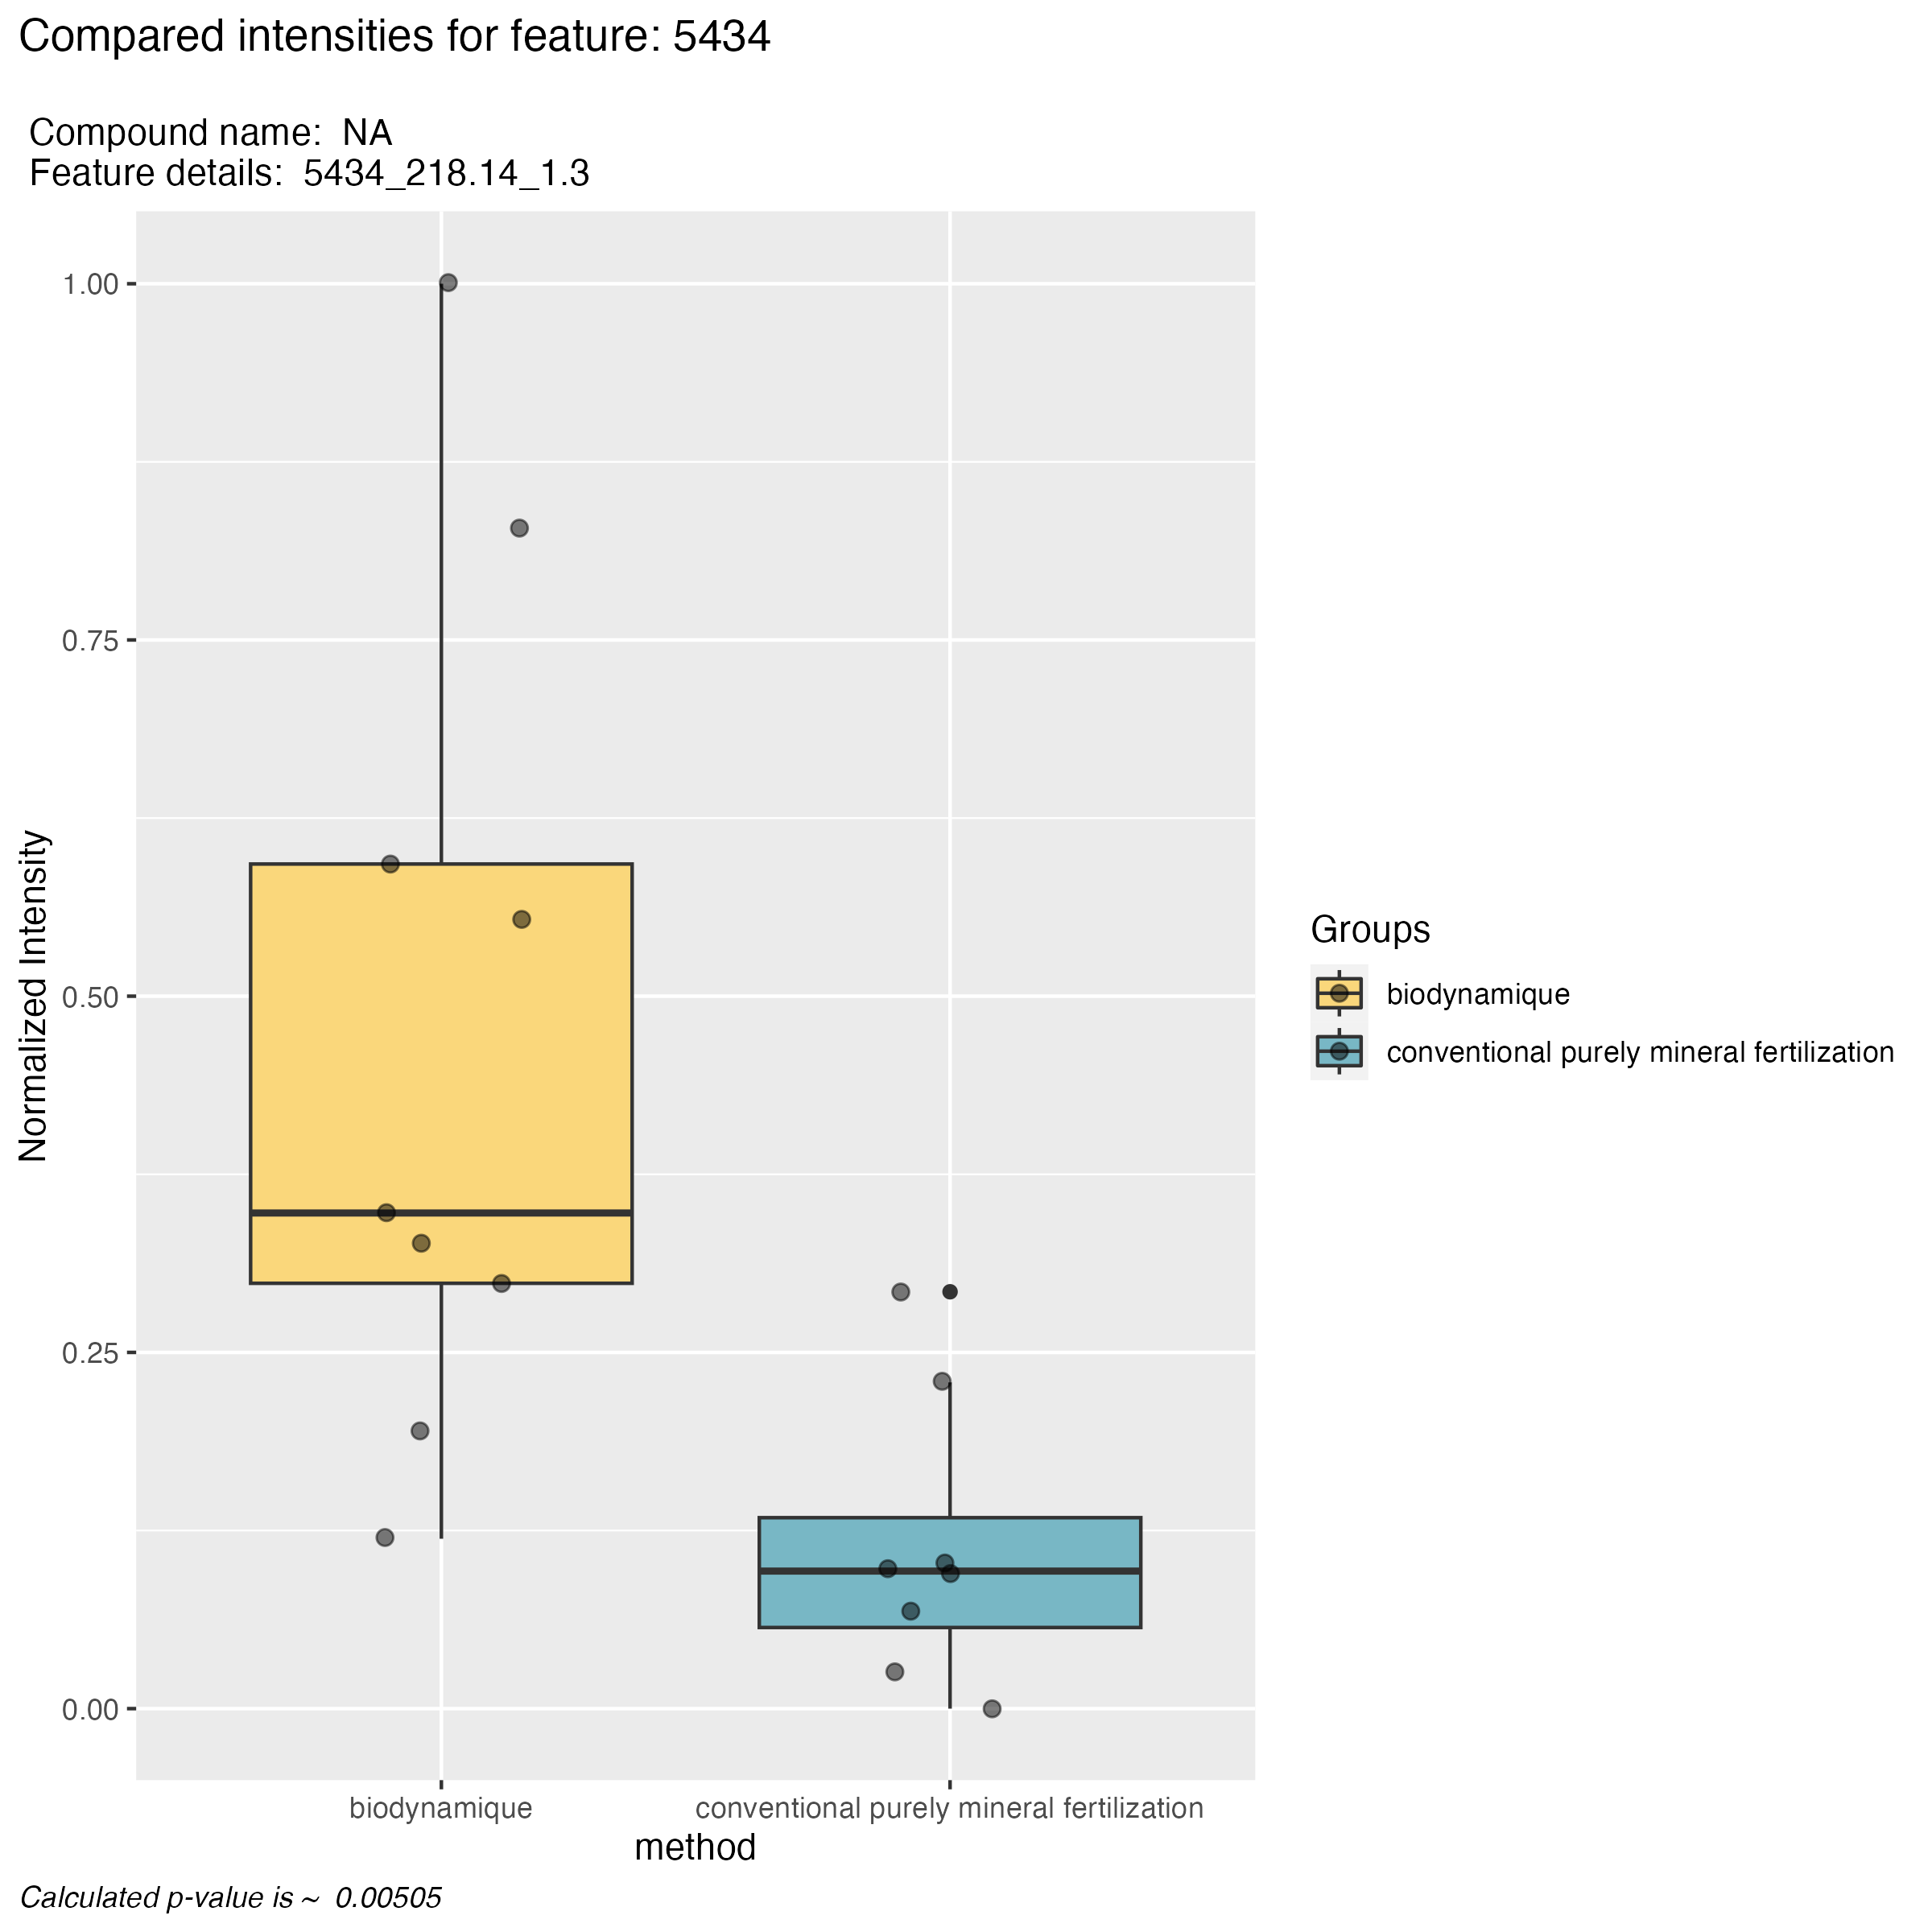 Compared intensities for feature: 5434
Compound name:  NA
Feature details:  5434_218.14_1.3
1.00
0.75
0.50
0.25
0.00
Normalized Intensity
biodynamique
conventional purely mineral fertilization
method
Groups
biodynamique
conventional purely mineral fertilization
Calculated p-value is ~  0.00505